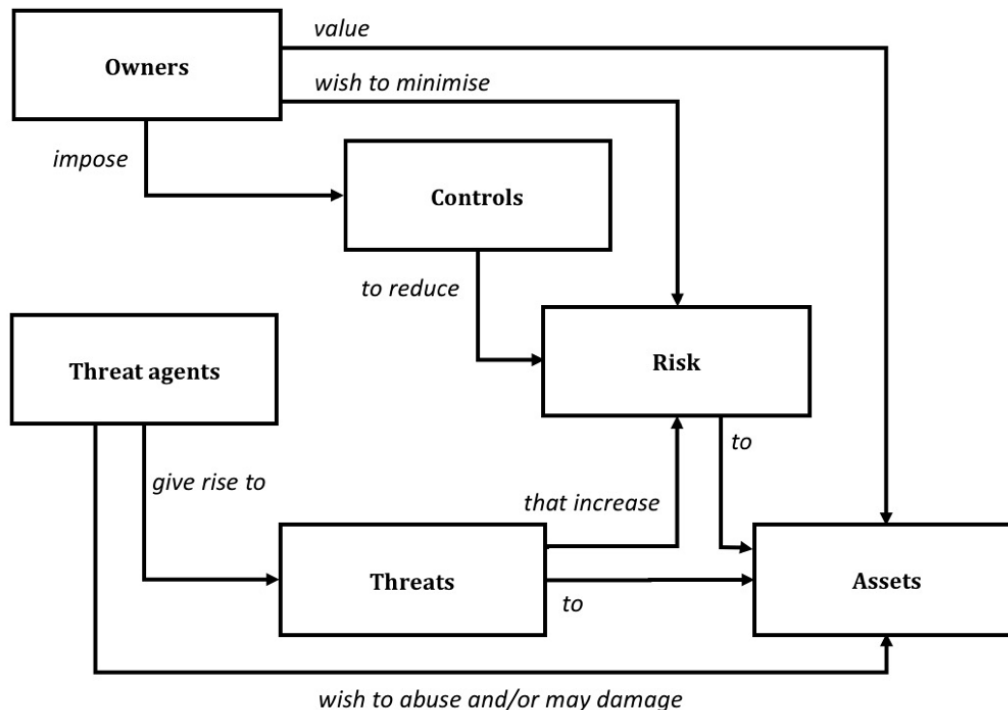 value
Owners
wish to minimise
impose
Controls
to reduce
Threat agents
Risk
to
give rise to
that increase
Threats
to
Assets
wish to abuse and/or may damage